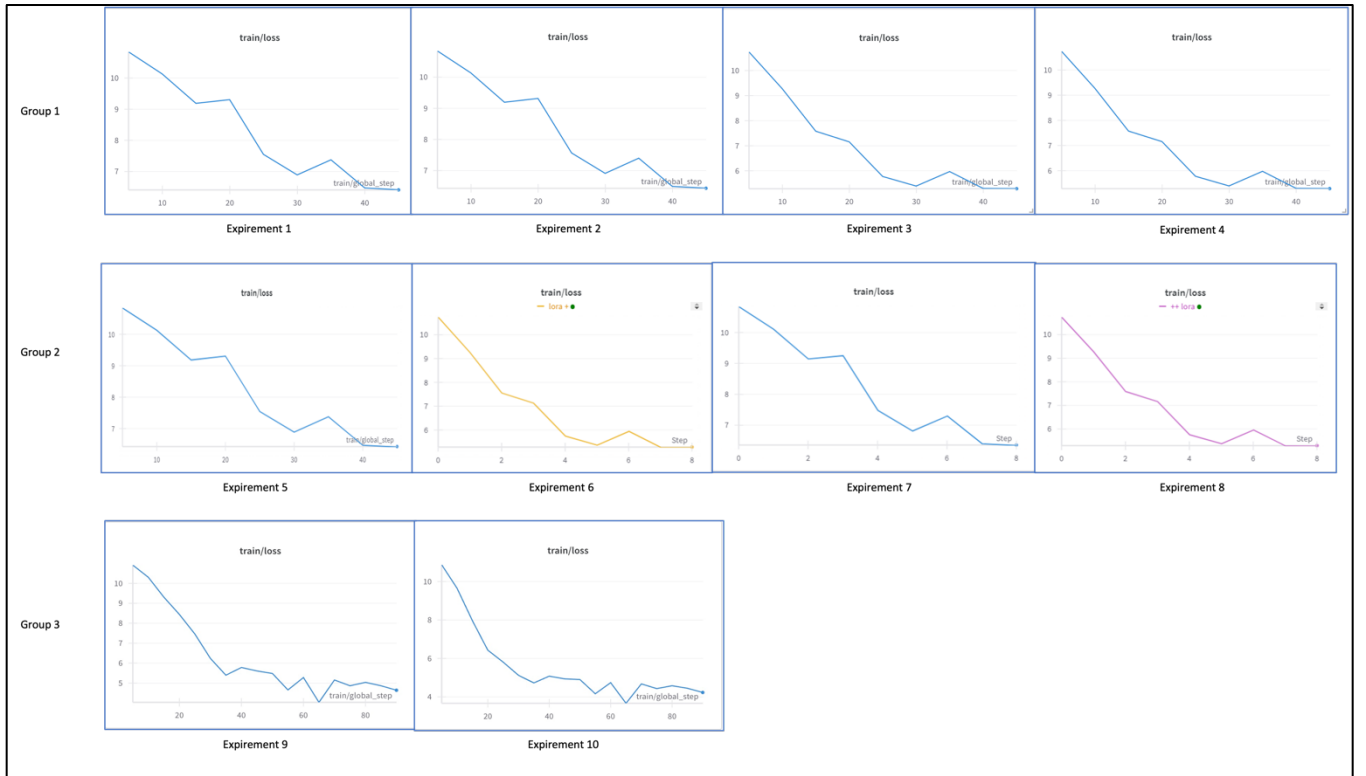 train/loss
10
9
8
7
train/global_step
10 20 30 40
train/loss
10
9
8
7
train/global_step
10 20 30 40
train/loss
10
9
8
7
6
train/global_step
10 20 30 40
train/loss
10
9
8
7
6
train/global_step
10 20 30 40
Group 1
Expirement 1
Expirement 2
Expirement 3
Expirement 4
train/loss
10
9
8
7
train/global_step
10 20 30 40
train/loss
lora +
10
9
8
7
6
Step
0 2 4 6 8
train/loss
10
9
8
7
Step
0 2 4 6 8
train/loss
++ lora
10
9
8
7
6
Step
0 2 4 6 8
Group 2
Expirement 5
Expirement 6
Expirement 7
Expirement 8
train/loss
10
9
8
7
6
5
train/global_step
20 40 60 80
train/loss
10
8
6
4
train/global_step
20 40 60 80
Group 3
Expirement 9
Expirement 10